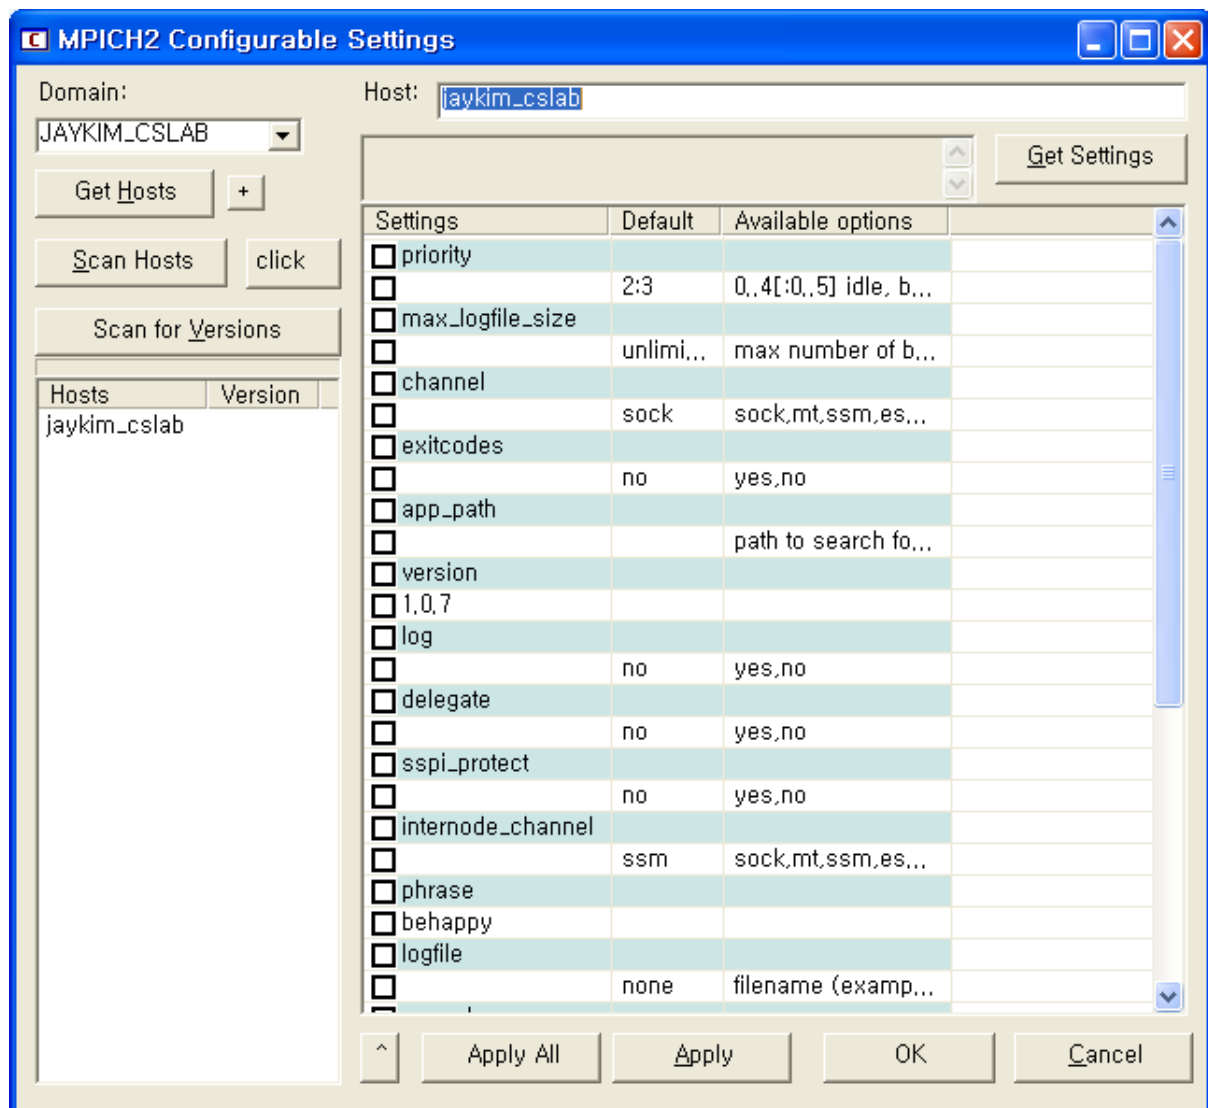 MPICH2 Configurable Settings
Domain:
JAYKIM_CSLAB
Get Hosts
+
Scan Hosts
click
Scan for Versions
Hosts Version
jaykim_cslab
Host: jaykim_cslab
Get Settings
Settings Default Available options
priority
2:3 0..4[:0..5] idle, b...
max_logfile_size
unlimi... max number of b...
channel
sock sock,mt,ssm,es...
exitcodes
no yes,no
app_path
path to search fo...
version
1.0.7
log
no yes,no
delegate
no yes,no
sspi_protect
no yes,no
internode_channel
ssm sock,mt,ssm,es...
phrase
behappy
logfile
none filename (examp...
^
Apply All
Apply
OK
Cancel